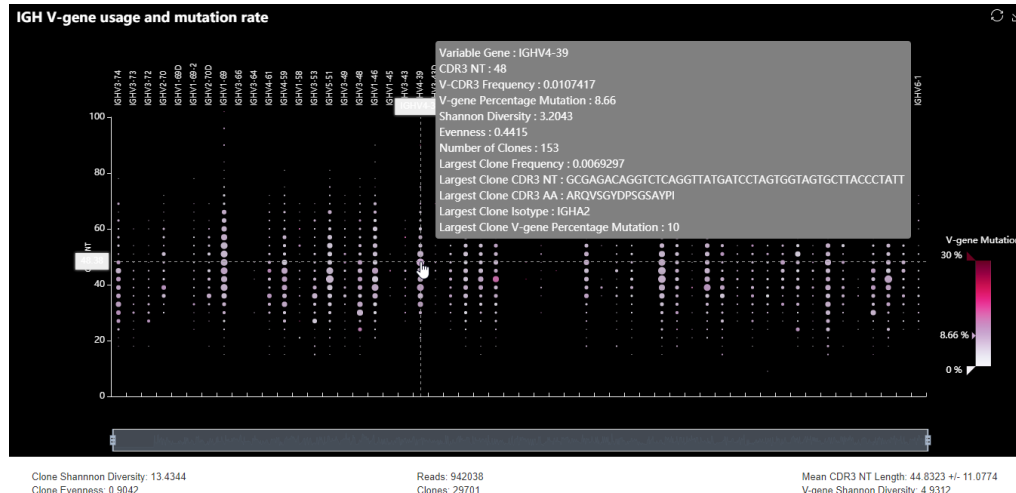 IGH V-gene usage and mutation rate
IGHV3-74
IGHV3-73
IGHV3-72
IGHV2-70
IGHV1-69D
IGHV1-69-2
IGHV2-70D
IGHV1-69
IGHV3-66
IGHV3-64
IGHV4-61
IGHV4-59
IGHV1-58
IGHV3-53
IGHV5-51
IGHV3-49
IGHV3-48
IGHV1-46
IGHV1-45
IGHV3-43
IGHV4-39
IGHV6-1
Variable Gene : IGHV4-39
CDR3 NT : 48
V-CDR3 Frequency : 0.0107417
V-gene Percentage Mutation : 8.66
Shannon Diversity : 3.2043
Evenness : 0.4415
Number of Clones : 153
Largest Clone Frequency : 0.0069297
Largest Clone CDR3 NT : GCGAGACAGGTCTCAGGTTATGATCCTAGTGGTAGTGCTTACCCTATT
Largest Clone CDR3 AA : ARQVSGYDPSGSAYPI
Largest Clone Isotype : IGHA2
Largest Clone V-gene Percentage Mutation : 10
100
80
60
40
20
0
NT
V-gene Mutation
30 %
8.66 %
0 %
Clone Shannnon Diversity: 13.4344
Reads: 942038
Mean CDR3 NT Length: 44.8323 +/- 11.0774
Clone Evenness: 0.9042
Clones: 29701
V-gene Shannon Diversity: 4.9312